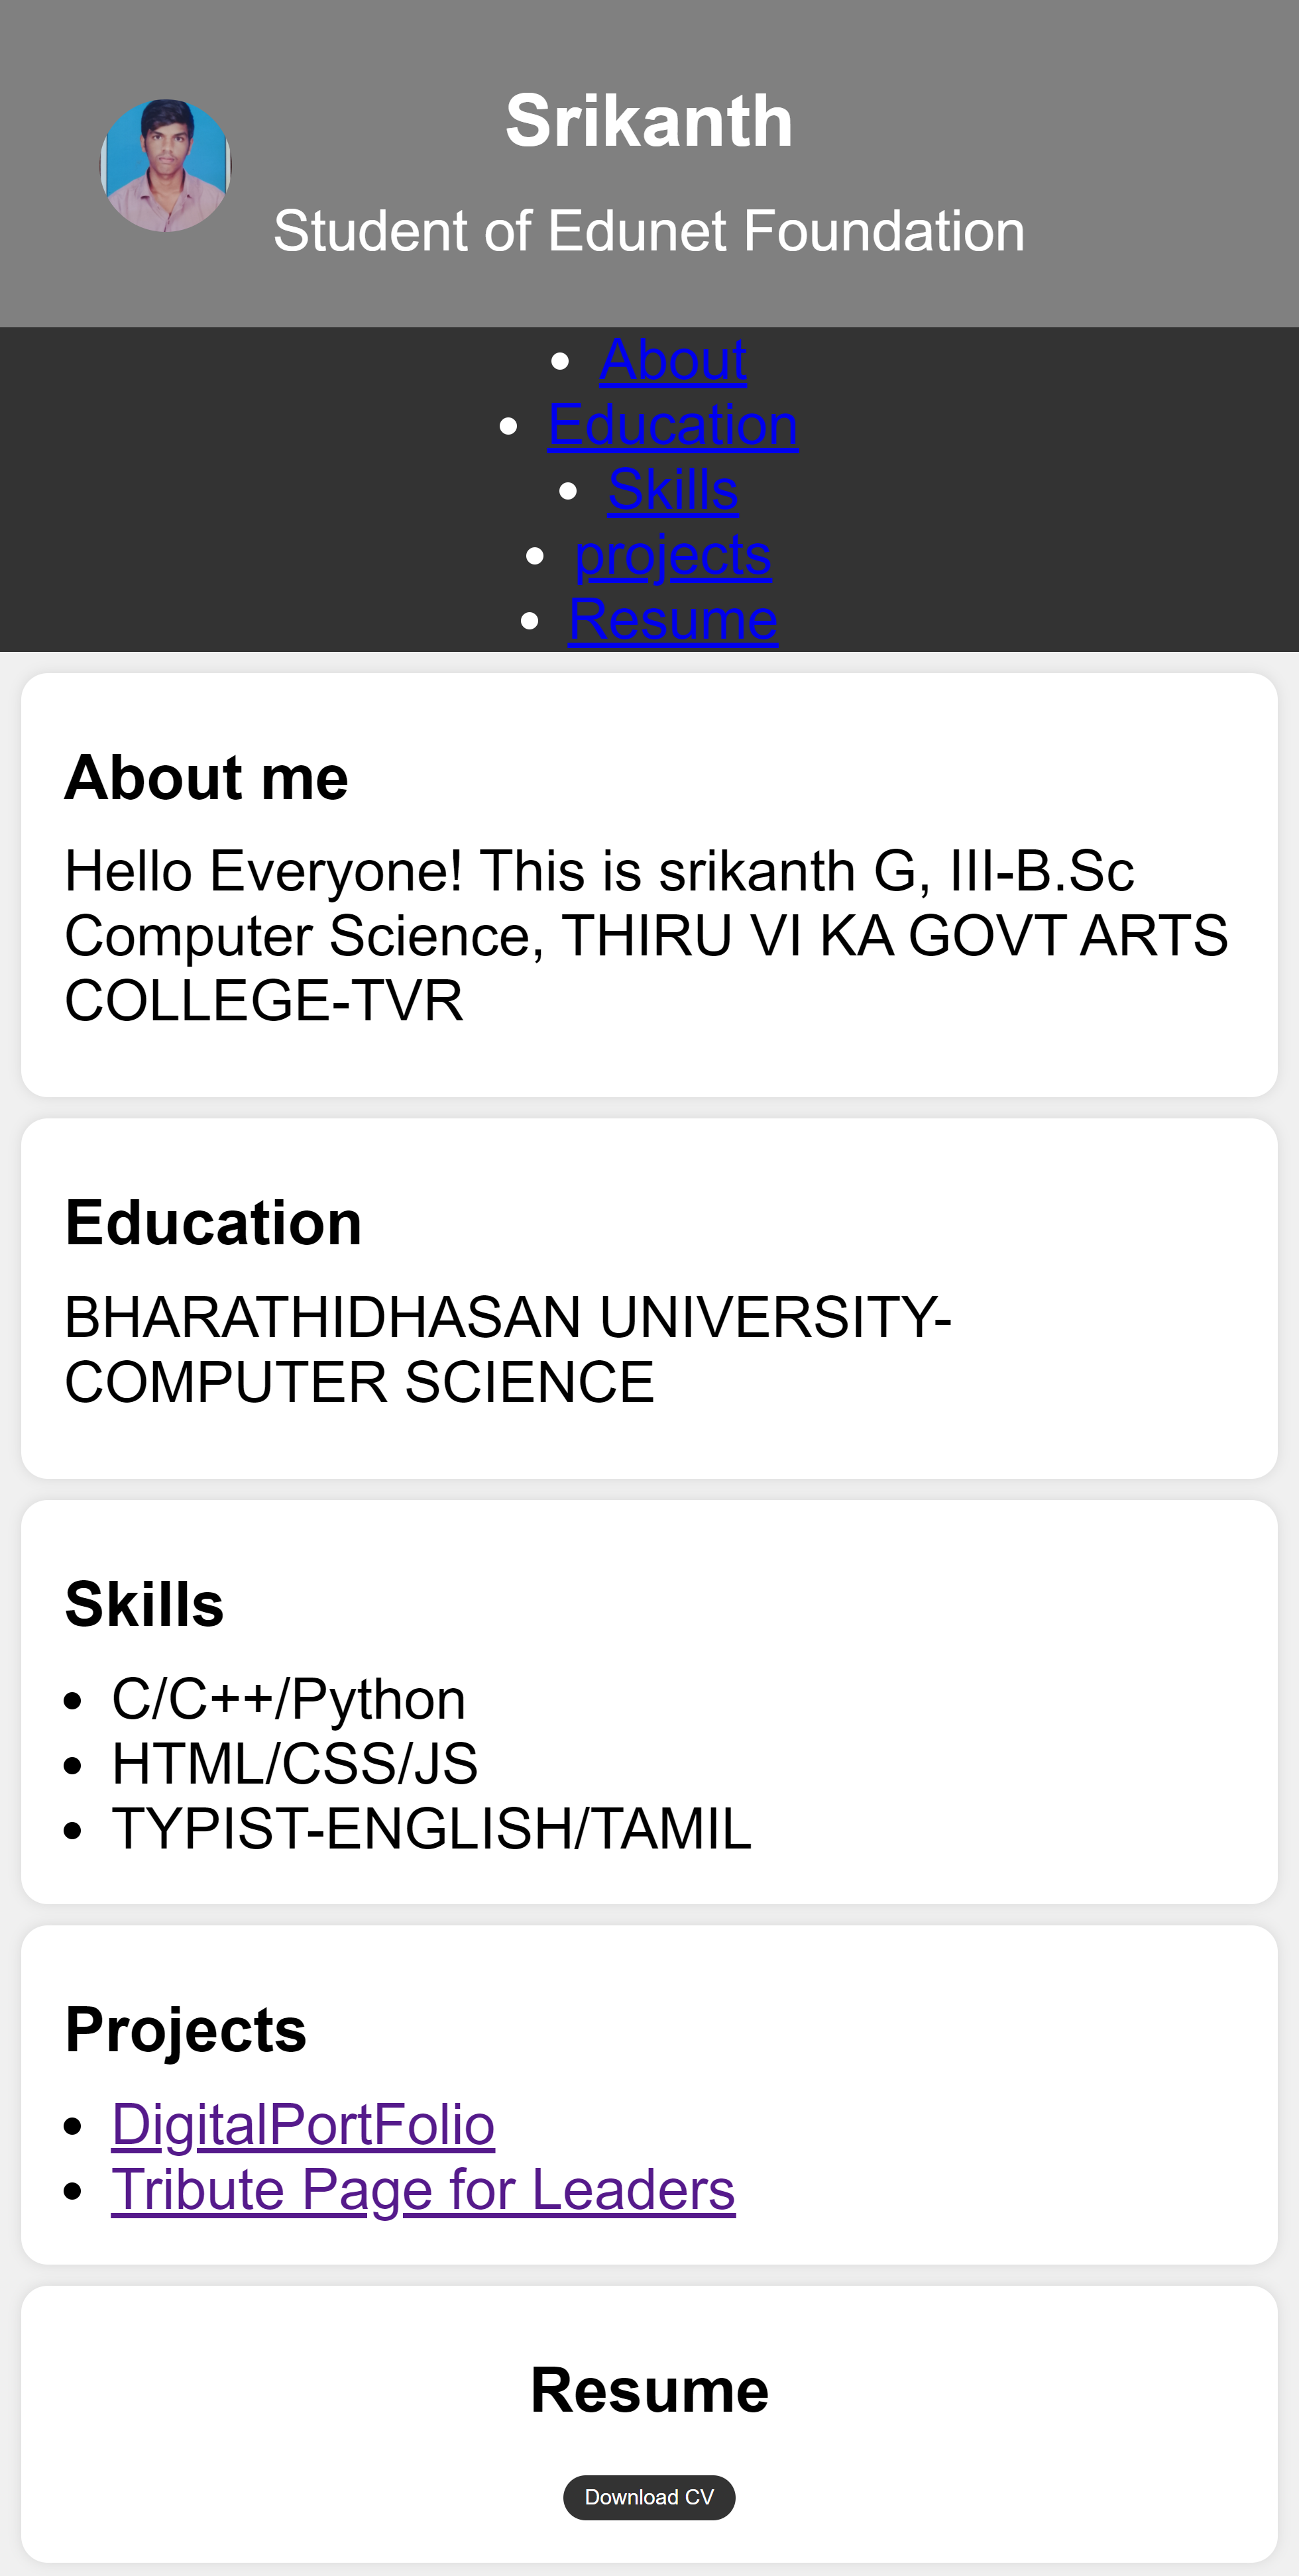 Srikanth
Student of Edunet Foundation
• About
• Education
• Skills
• projects
• Resume
About me
Hello Everyone! This is srikanth G, III-B.Sc
Computer Science, THIRU VI KA GOVT ARTS
COLLEGE-TVR
Education
BHARATHIDHASAN UNIVERSITY-
COMPUTER SCIENCE
Skills
• C/C++/Python
• HTML/CSS/JS
• TYPIST-ENGLISH/TAMIL
Projects
• DigitalPortFolio
• Tribute Page for Leaders
Resume
Download CV